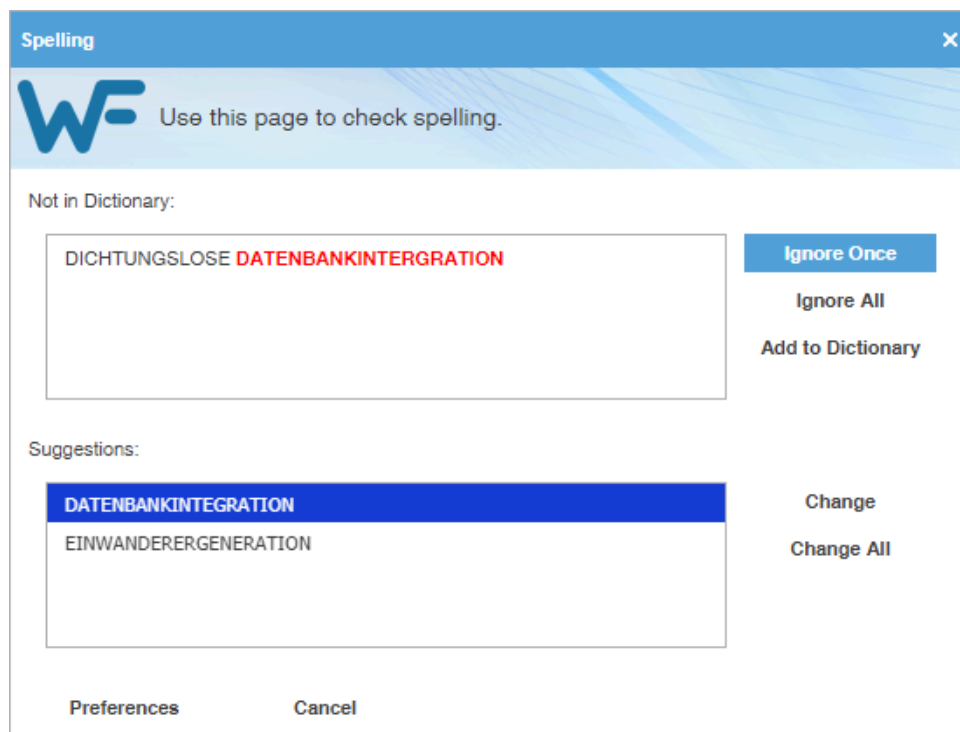 Spelling
WF Use this page to check spelling.
Not in Dictionary:
DICHTUNGSLOSE DATENBANKINTERGRATION
Ignore Once
Ignore All
Add to Dictionary
Suggestions:
DATENBANKINTEGRATION
EINWANDERERGENERATION
Change
Change All
Preferences Cancel